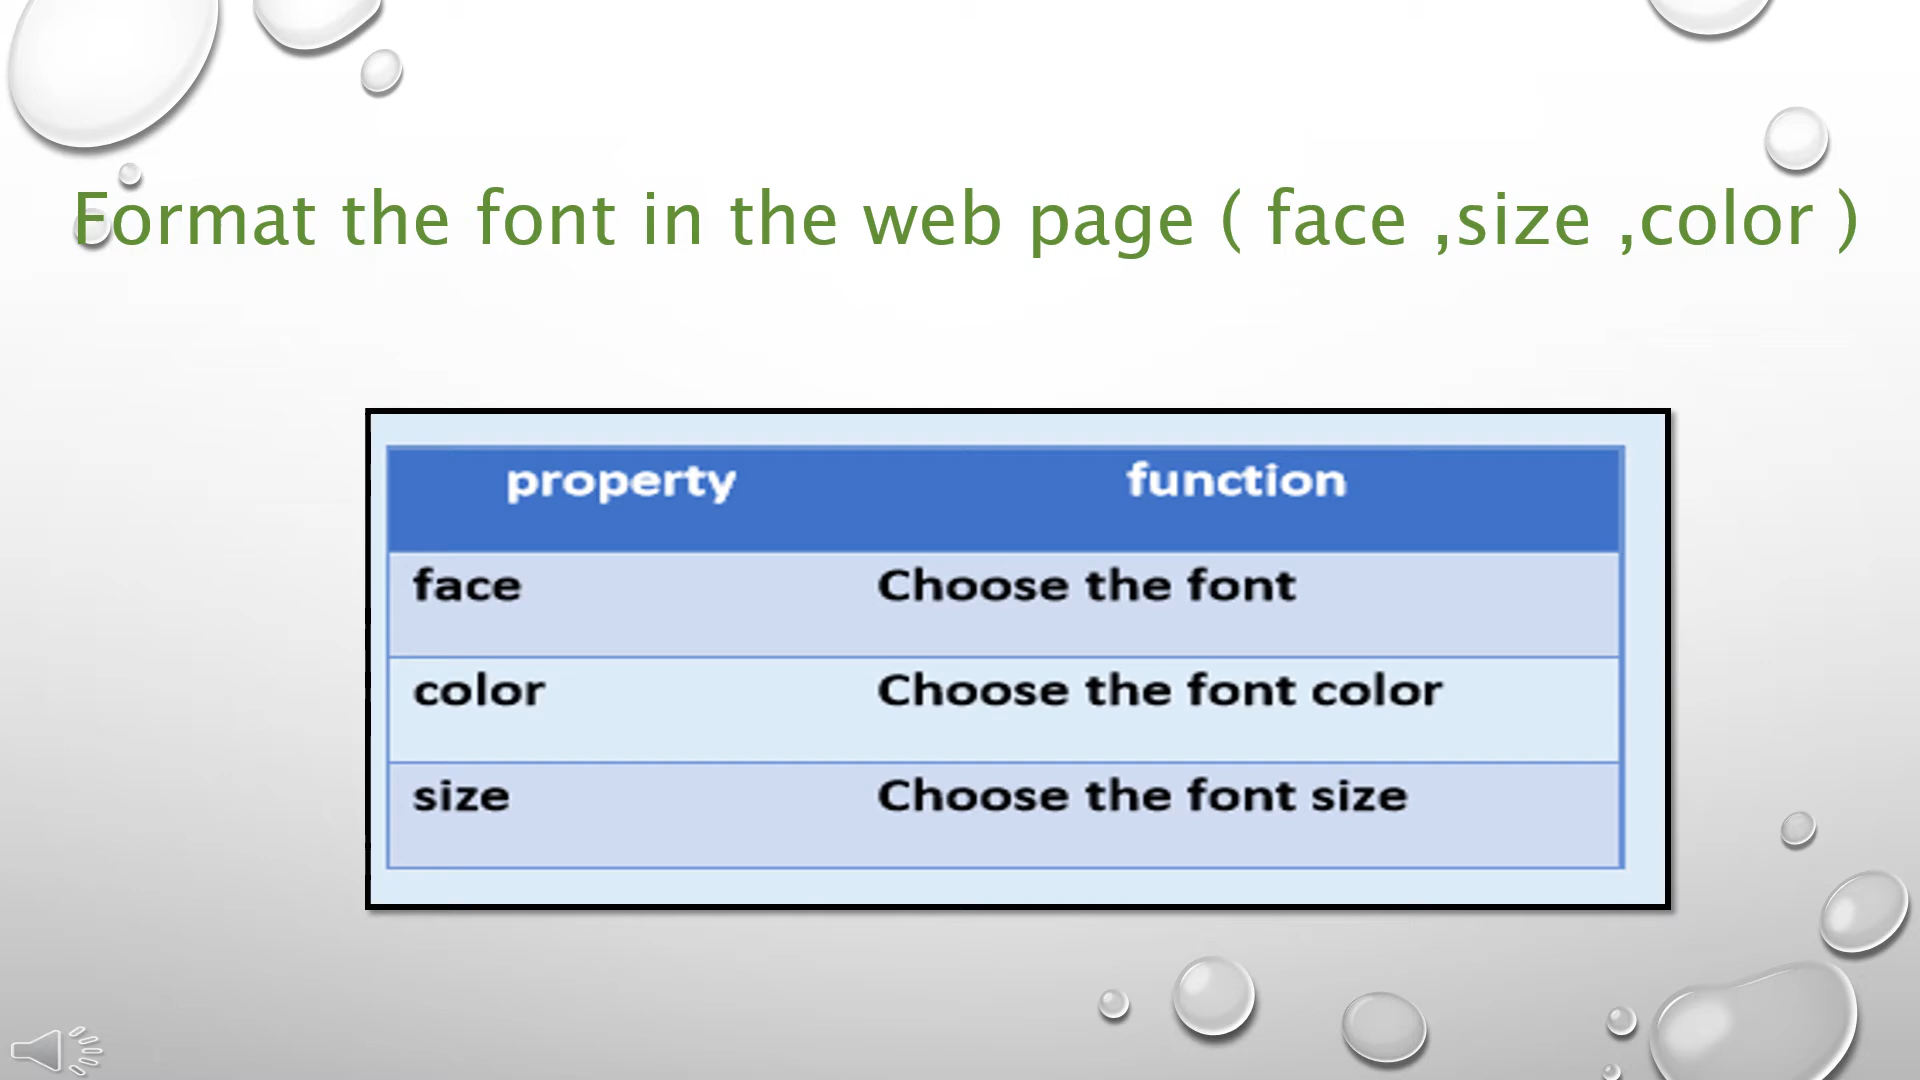 Format the font in the web page ( face ,size ,color )
property function
face Choose the font
color Choose the font color
size Choose the font size